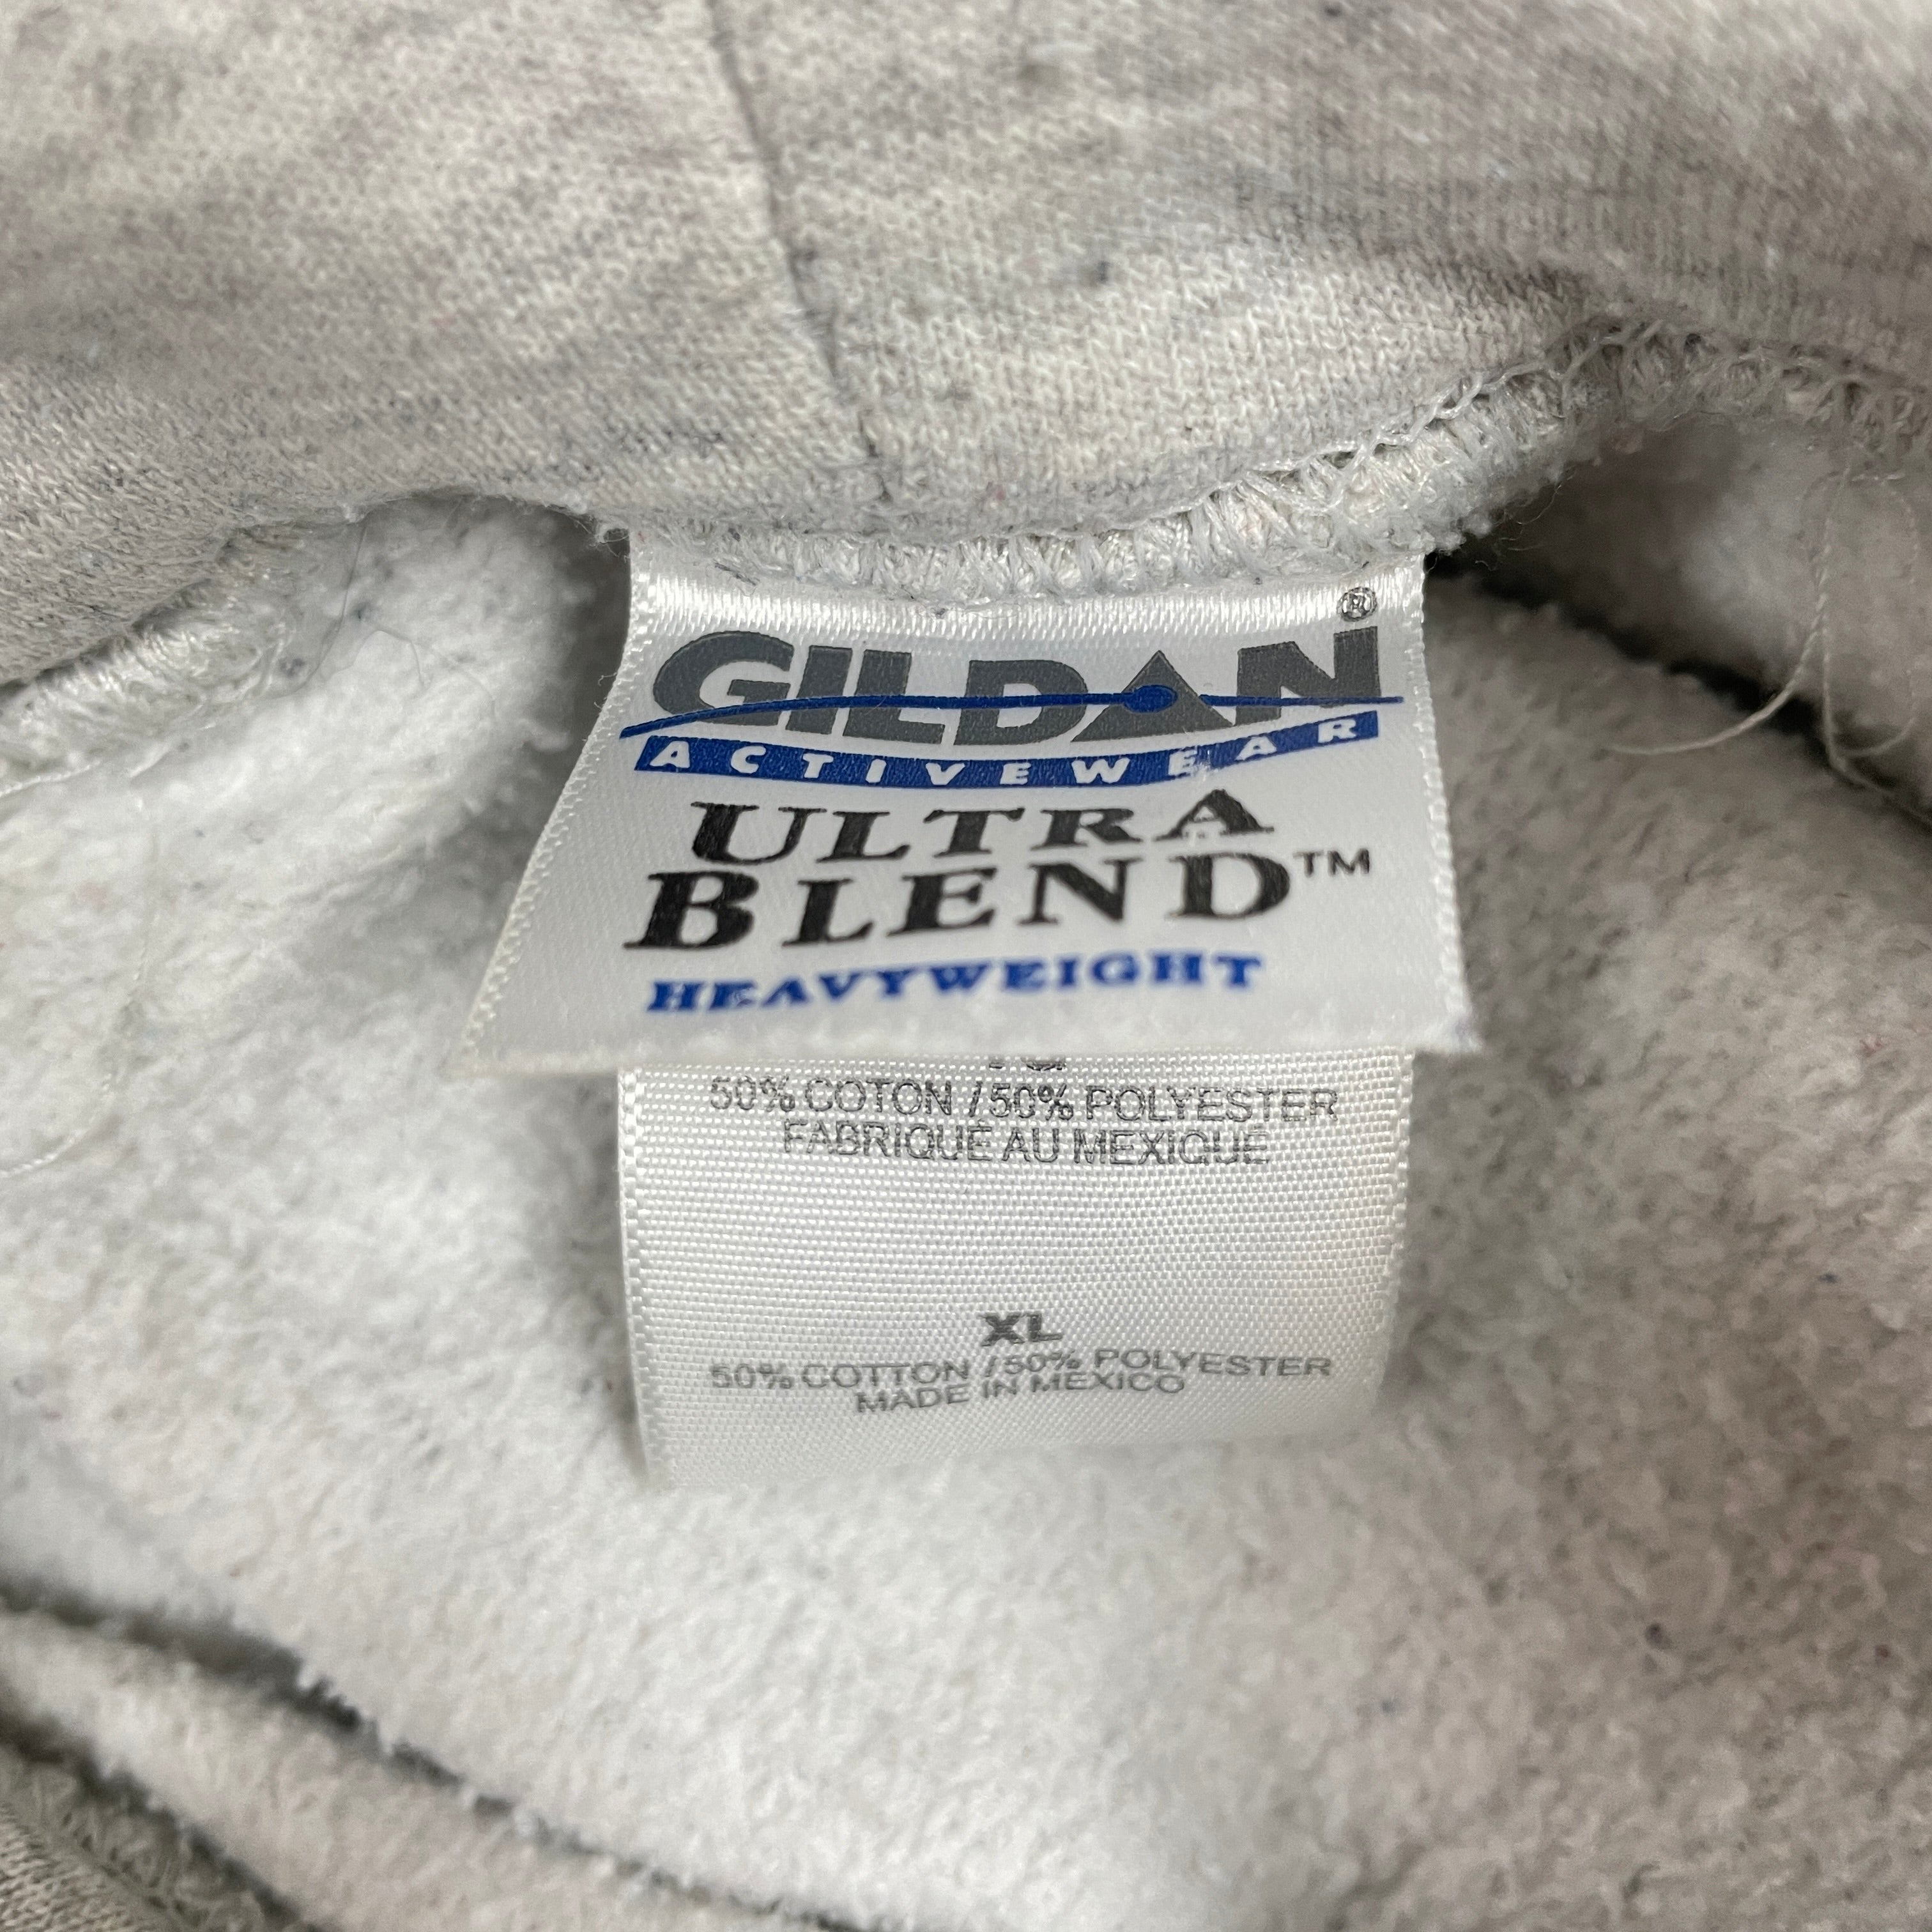 GILDAN®
ACTIVEWEAR
ULTRA
BLEND™
HEAVYWEIGHT
50% COTON / 50% POLYESTER
FABRIQUÉ AU MEXIQUE
XL
50% COTTON / 50% POLYESTER
MADE IN MEXICO